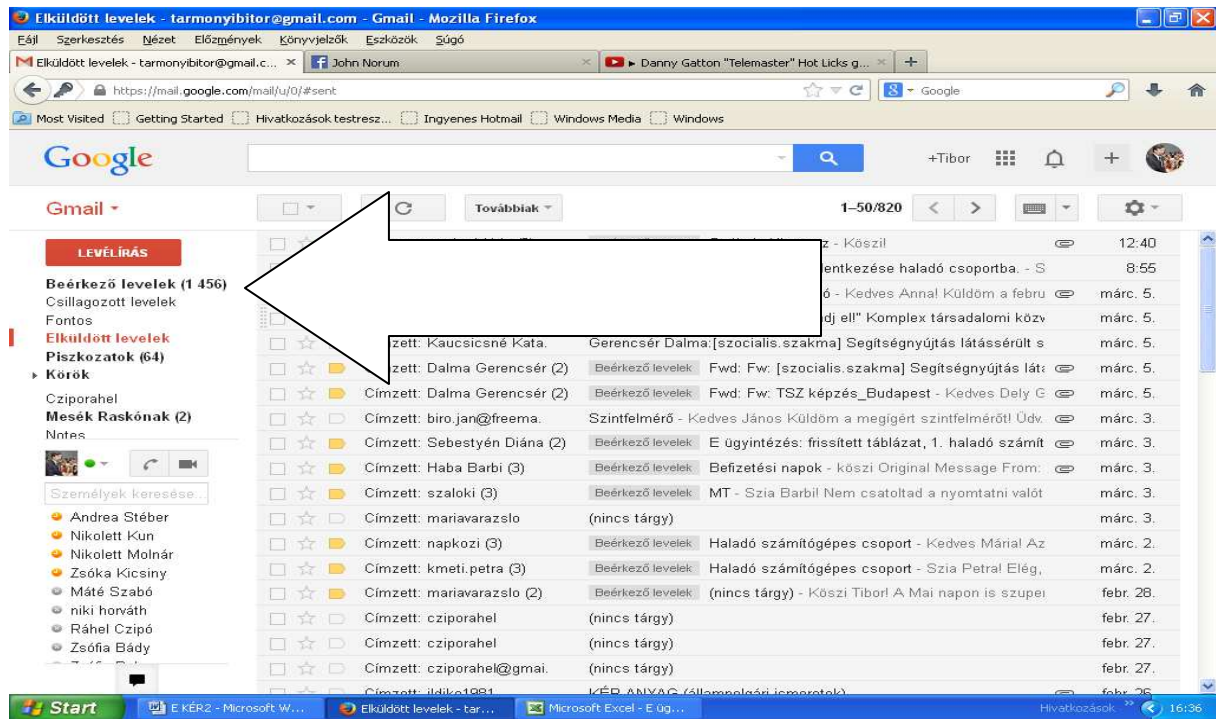 Elküldött levelek - tarmonyibitor@gmail.com - Gmail - Mozilla Firefox
Fájl Szerkesztés Nézet Előzmények Könyvjelzők Eszközök Súgó
Elküldött levelek - tarmonyibitor@gmail.c... John Norum ► Danny Gatton "Telemaster" Hot Licks g...
https://mail.google.com/mail/u/0/#sent Google
Most Visited Getting Started Hivatkozások testresz... Ingyenes Hotmail Windows Media Windows
Google +Tibor
Gmail Továbbiak 1–50/820
LEVÉLÍRÁS
Beérkező levelek (1 456)
Csillagozott levelek
Fontos
Elküldött levelek
Piszkozatok (64)
Körök
Cziporahel
Mesék Raskónak (2)
Notes
Személyek keresése...
Andrea Stéber
Nikolett Kun
Nikolett Molnár
Zsóka Kicsiny
Máté Szabó
niki horváth
Ráhel Czipó
Zsófia Bády
z - Köszi! 12:40
lentkezése haladó csoportba. - S 8:55
ó - Kedves Anna! Küldöm a febru márc. 5.
dj el!" Komplex társadalomi közv márc. 5.
Címzett: Kaucsicsné Kata. Gerencsér Dalma:[szocialis.szakma] Segítségnyújtás látássérült s márc. 5.
Címzett: Dalma Gerencsér (2) Beérkező levelek Fwd: Fw: [szocialis.szakma] Segítségnyújtás láta márc. 5.
Címzett: Dalma Gerencsér (2) Beérkező levelek Fwd: Fw: TSZ képzés_Budapest - Kedves Dely G márc. 5.
Címzett: biro.jan@freema. Szintfelmérő - Kedves János Küldöm a megígért szintfelmérőt! Üdv. márc. 3.
Címzett: Sebestyén Diána (2) Beérkező levelek E ügyintézés: frissített táblázat, 1. haladó számít márc. 3.
Címzett: Haba Barbi (3) Beérkező levelek Befizetési napok - köszi Original Message From: márc. 3.
Címzett: szaloki (3) Beérkező levelek MT - Szia Barbi! Nem csatoltad a nyomtatni valót márc. 3.
Címzett: mariavarazslo (nincs tárgy) márc. 3.
Címzett: napkozi (3) Beérkező levelek Haladó számítógépes csoport - Kedves Mária! Az márc. 2.
Címzett: kmeti.petra (3) Beérkező levelek Haladó számítógépes csoport - Szia Petra! Elég, márc. 2.
Címzett: mariavarazslo (2) Beérkező levelek (nincs tárgy) - Köszi Tibor! A Mai napon is szuper febr. 28.
Címzett: cziporahel (nincs tárgy) febr. 27.
Címzett: cziporahel (nincs tárgy) febr. 27.
Címzett: cziporahel@gmai. (nincs tárgy) febr. 27.
Címzett: ildiko1981 KÉR ANYAG (állampolgári ismeretek) febr. 26.
Start E KÉR2 - Microsoft W... Elküldött levelek - tar... Microsoft Excel - E üg... Hivatkozások 16:36